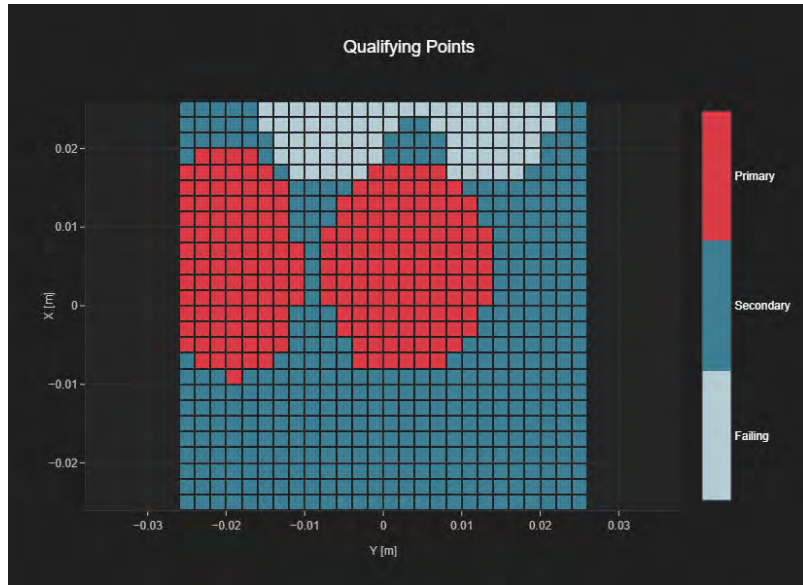 Qualifying Points
0.02
0.01
0
−0.01
−0.02
X [m]
−0.03
−0.02
−0.01
0
0.01
0.02
0.03
Y [m]
Primary
Secondary
Failing